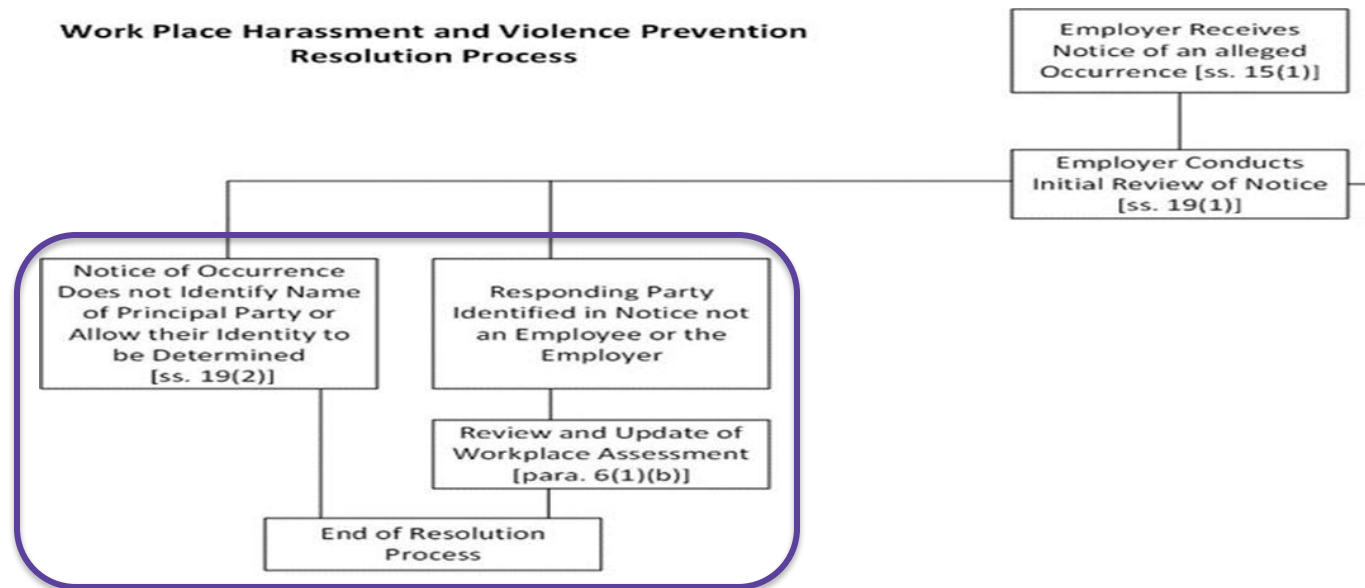 Work Place Harassment and Violence Prevention
Resolution Process
Employer Receives
Notice of an alleged
Occurrence [ss. 15(1)]
Employer Conducts
Initial Review of Notice
[ss. 19(1)]
Notice of Occurrence
Does not Identify Name
of Principal Party or
Allow their Identity to
be Determined
[ss. 19(2)]
Responding Party
Identified in Notice not
an Employee or the
Employer
Review and Update of
Workplace Assessment
[para. 6(1)(b)]
End of Resolution
Process